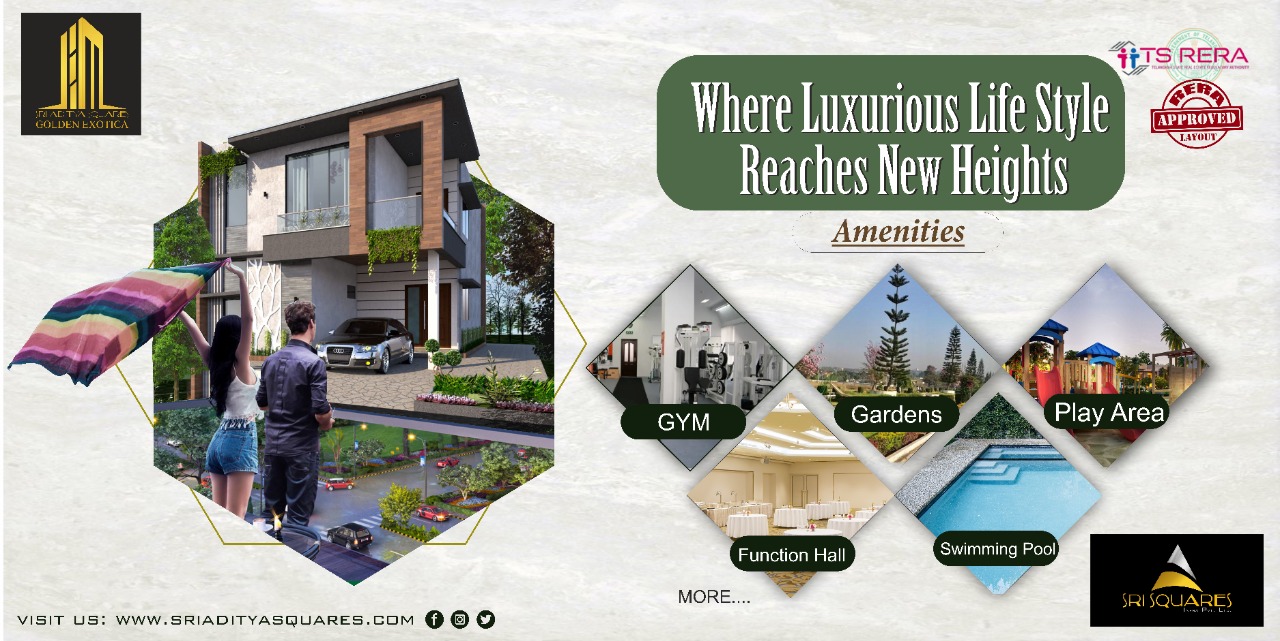 SRI ADITYA SQUARES
GOLDEN EXOTICA
TS RERA
RERA
APPROVED
LAYOUT
Where Luxurious Life Style
Reaches New Heights
Amenities
GYM
Gardens
Play Area
Function Hall
Swimming Pool
MORE....
SRI SQUARES
VISIT US: WWW.SRIADITYASQUARES.COM